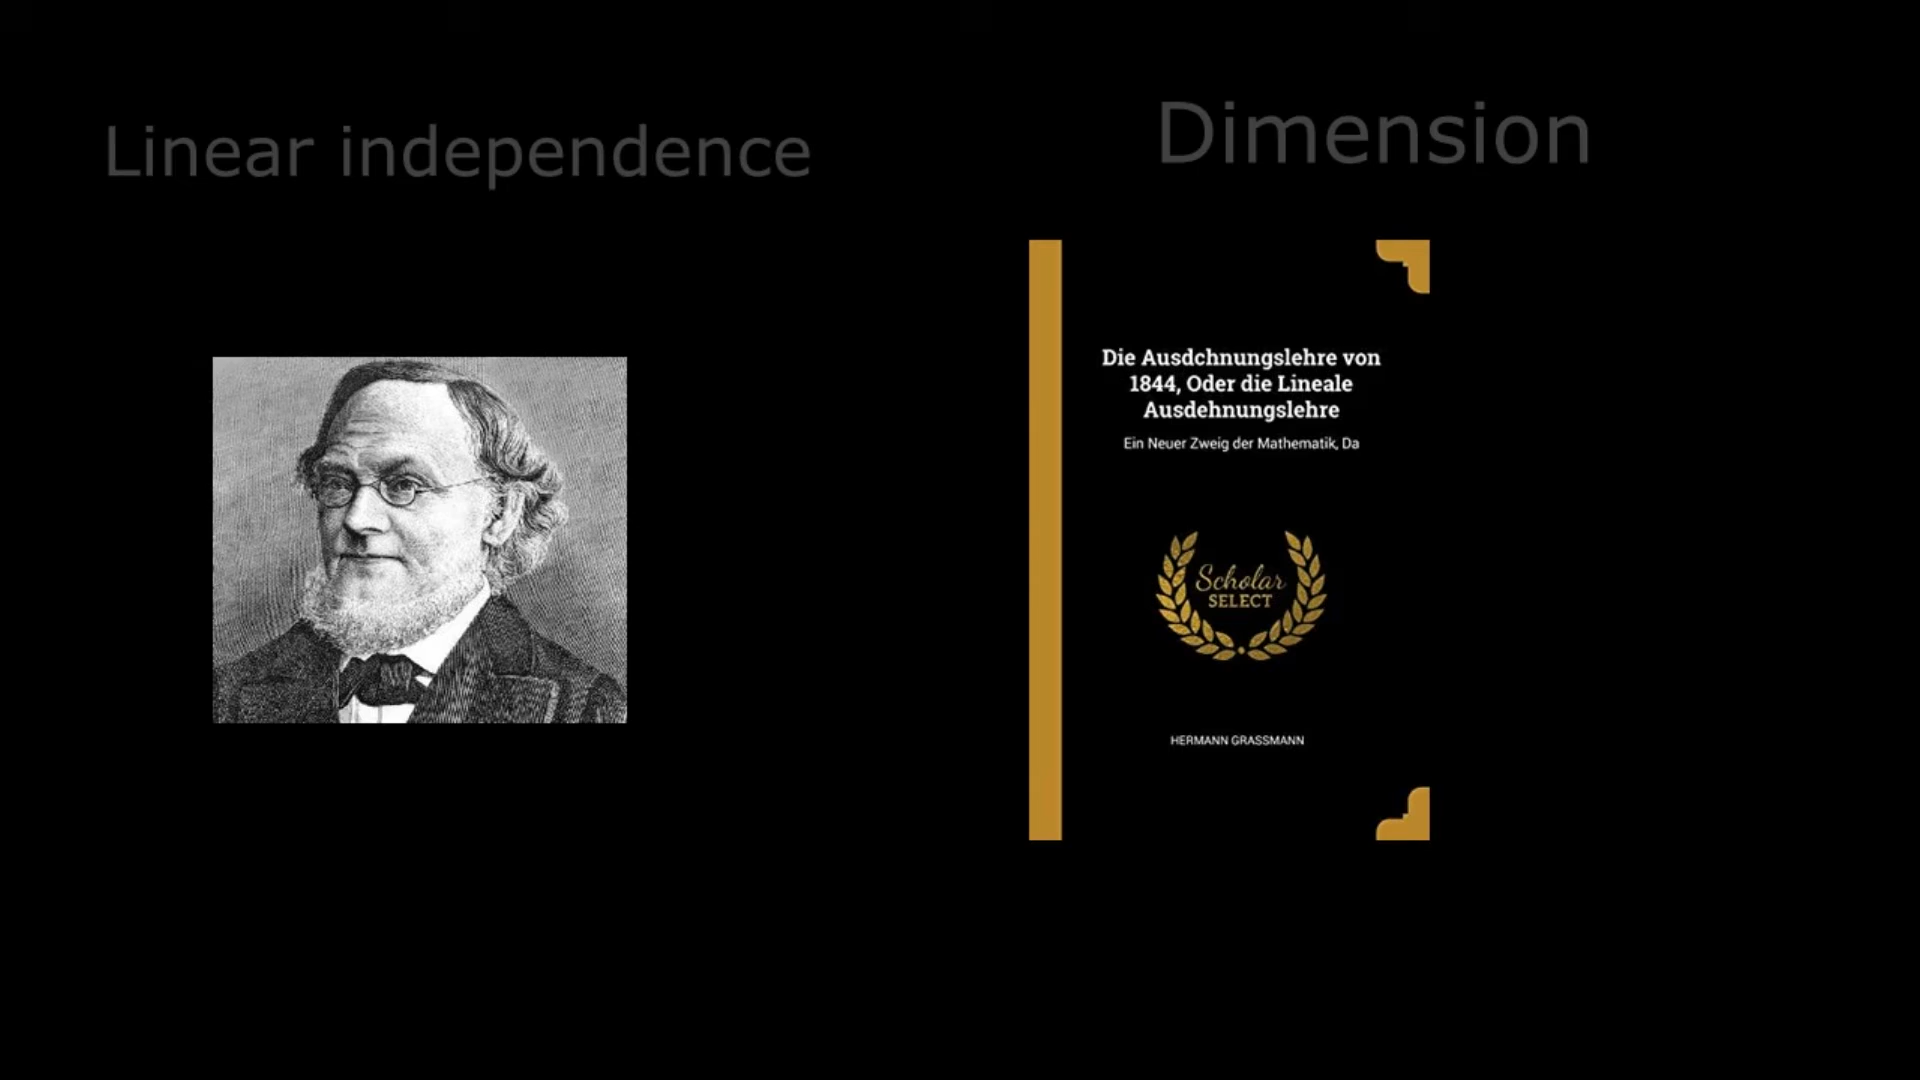 Linear independence
Dimension
Die Ausdchnungslehre von
1844, Oder die Lineale
Ausdehnungslehre
Ein Neuer Zweig der Mathematik, Da
Scholar
SELECT
HERMANN GRASSMANN